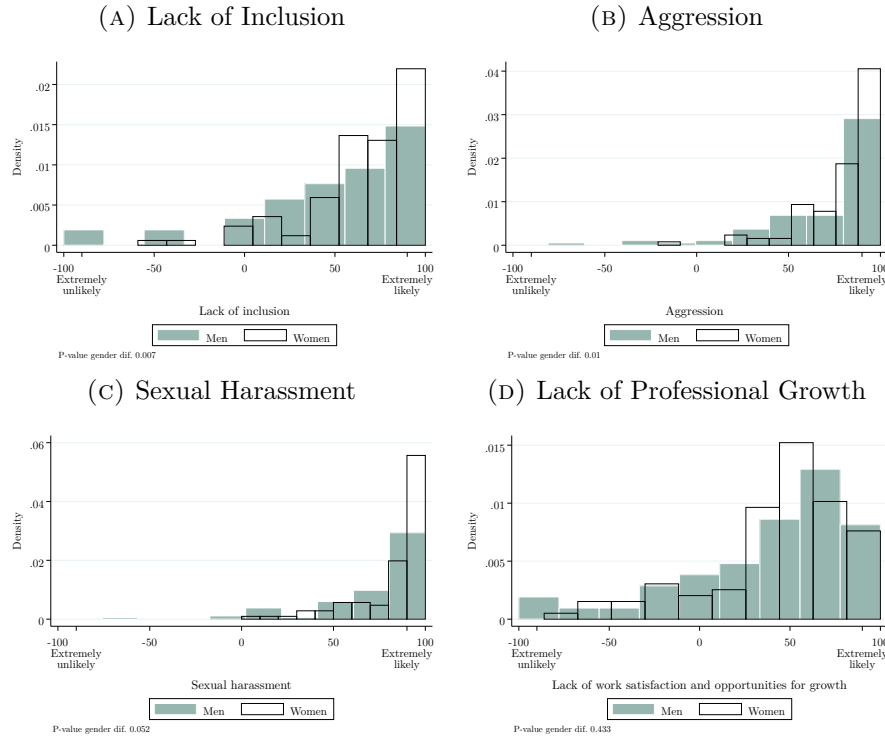 (A) Lack of Inclusion
.02
.015
.01
.005
0
Density
-100
-50
0
50
100
Extremely
unlikely
Extremely
likely
Lack of inclusion
Men
Women
P-value gender dif. 0.007
(B) Aggression
.04
.03
.02
.01
0
Density
-100
-50
0
50
100
Extremely
unlikely
Extremely
likely
Aggression
Men
Women
P-value gender dif. 0.01
(C) Sexual Harassment
.06
.04
.02
0
Density
-100
-50
0
50
100
Extremely
unlikely
Extremely
likely
Sexual harassment
Men
Women
P-value gender dif. 0.052
(D) Lack of Professional Growth
.015
.01
.005
0
Density
-100
-50
0
50
100
Extremely
unlikely
Extremely
likely
Lack of work satisfaction and opportunities for growth
Men
Women
P-value gender dif. 0.433